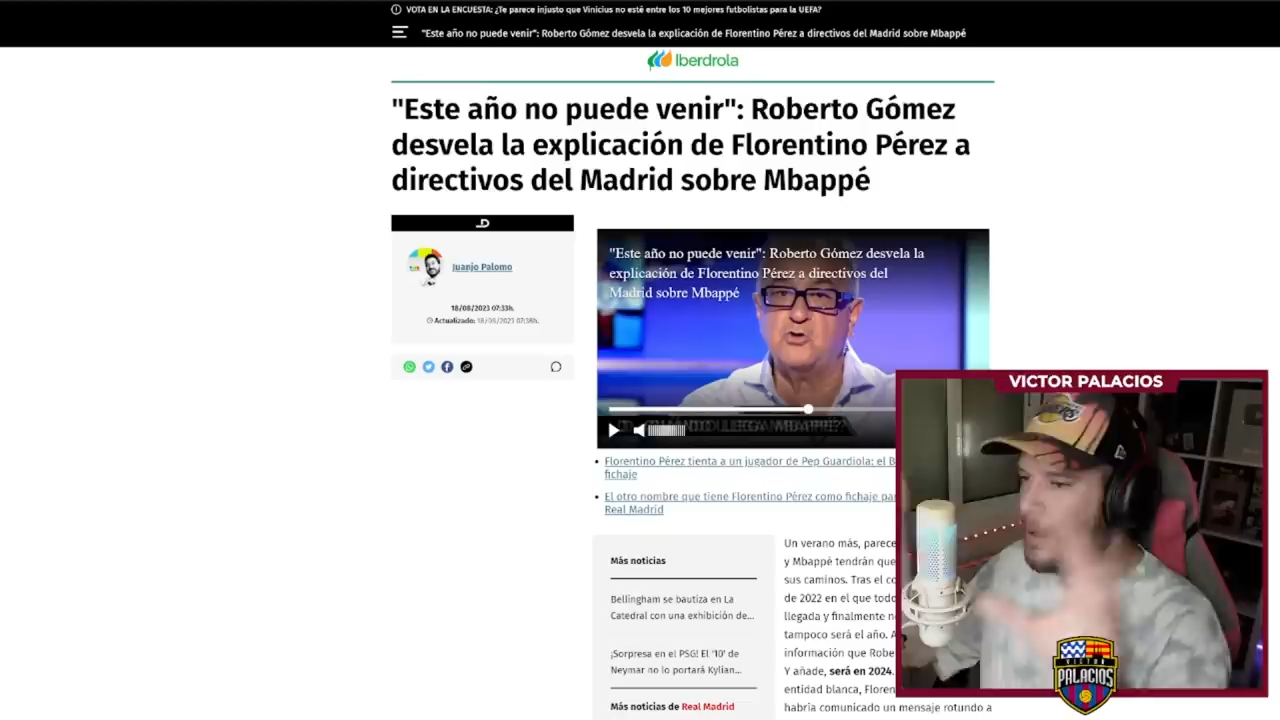 VOTA EN LA ENCUESTA: ¿Te parece injusto que Vinicius no esté entre los 10 mejores futbolistas para la UEFA?
"Este año no puede venir": Roberto Gómez desvela la explicación de Florentino Pérez a directivos del Madrid sobre Mbappé
Iberdrola
"Este año no puede venir": Roberto Gómez
desvela la explicación de Florentino Pérez a
directivos del Madrid sobre Mbappé
Juanjo Palomo
18/08/2023 07:33h.
Actualizado: 18/08/2023 07:38h.
"Este año no puede venir": Roberto Gómez desvela la
explicación de Florentino Pérez a directivos del
Madrid sobre Mbappé
Florentino Pérez tienta a un jugador de Pep Guardiola: el
fichaje
El otro nombre que tiene Florentino Pérez como fichaje
Real Madrid
Más noticias
Bellingham se bautiza en La
Catedral con una exhibición de...
¡Sorpresa en el PSG! El '10' de
Neymar no lo portará Kylian...
Más noticias de Real Madrid
Un verano más,
y Mbappé tendrán que
sus caminos. Tras el
de 2022 en el que
llegada y finalmente
tampoco será el año.
información que
Y añade, será en 2024.
entidad blanca,
habría comunicado un mensaje rotundo a
VICTOR PALACIOS
VICTOR
PALACIOS